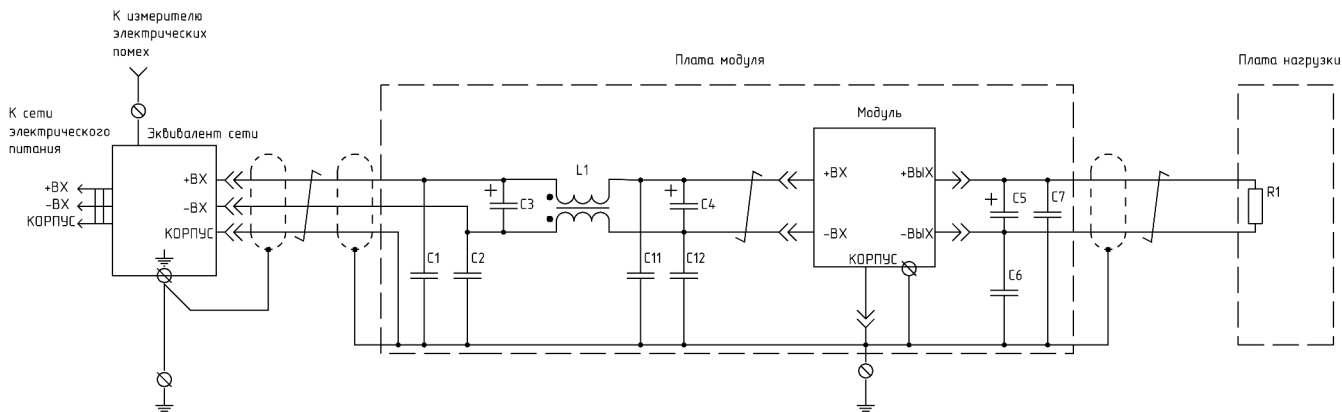 К измерителю
электрических
помех
Плата модуля
Плата нагрузки
К сети
электрического
питания
Эквивалент сети
Модуль
+ВХ
-ВХ
КОРПУС
+ВХ
-ВХ
КОРПУС
L1
+
C3
+
C4
C1
C2
C11
C12
+ВХ
-ВХ
+ВЫХ
-ВЫХ
КОРПУС
+
C5
C7
C6
R1